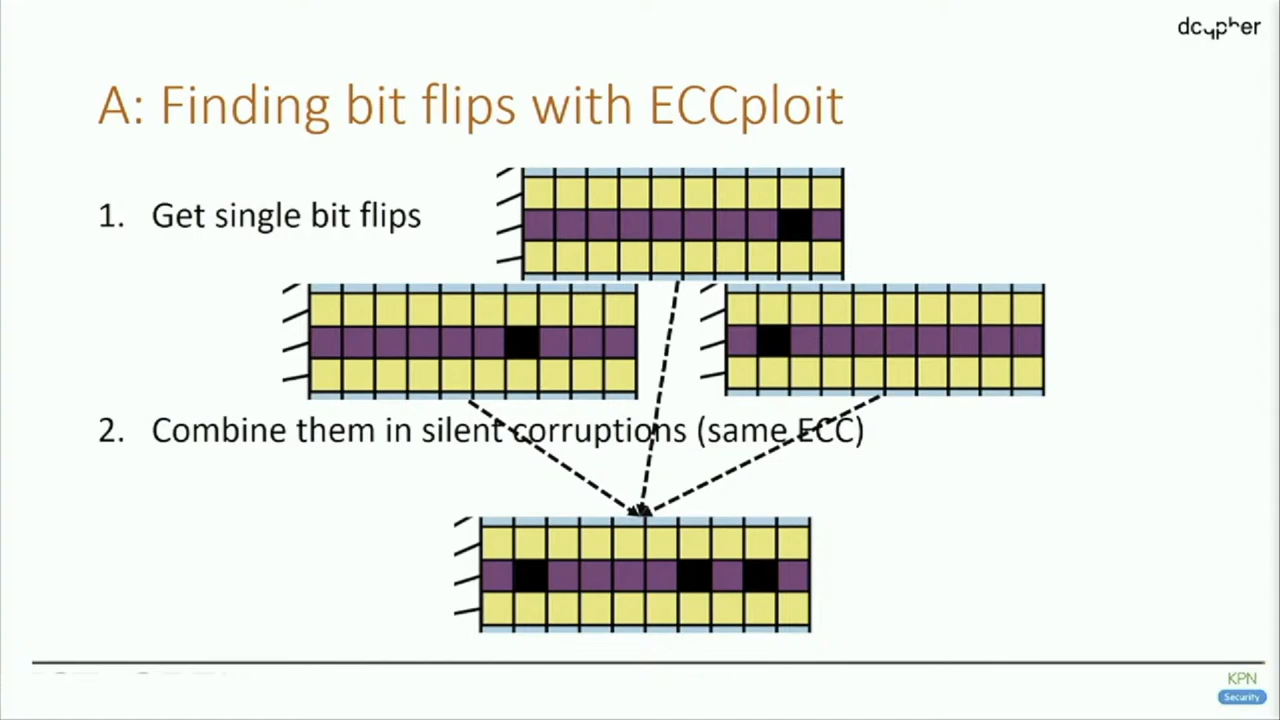 dcypher
A: Finding bit flips with ECCploit
1. Get single bit flips
2. Combine them in silent corruptions (same ECC)
KPN
Security